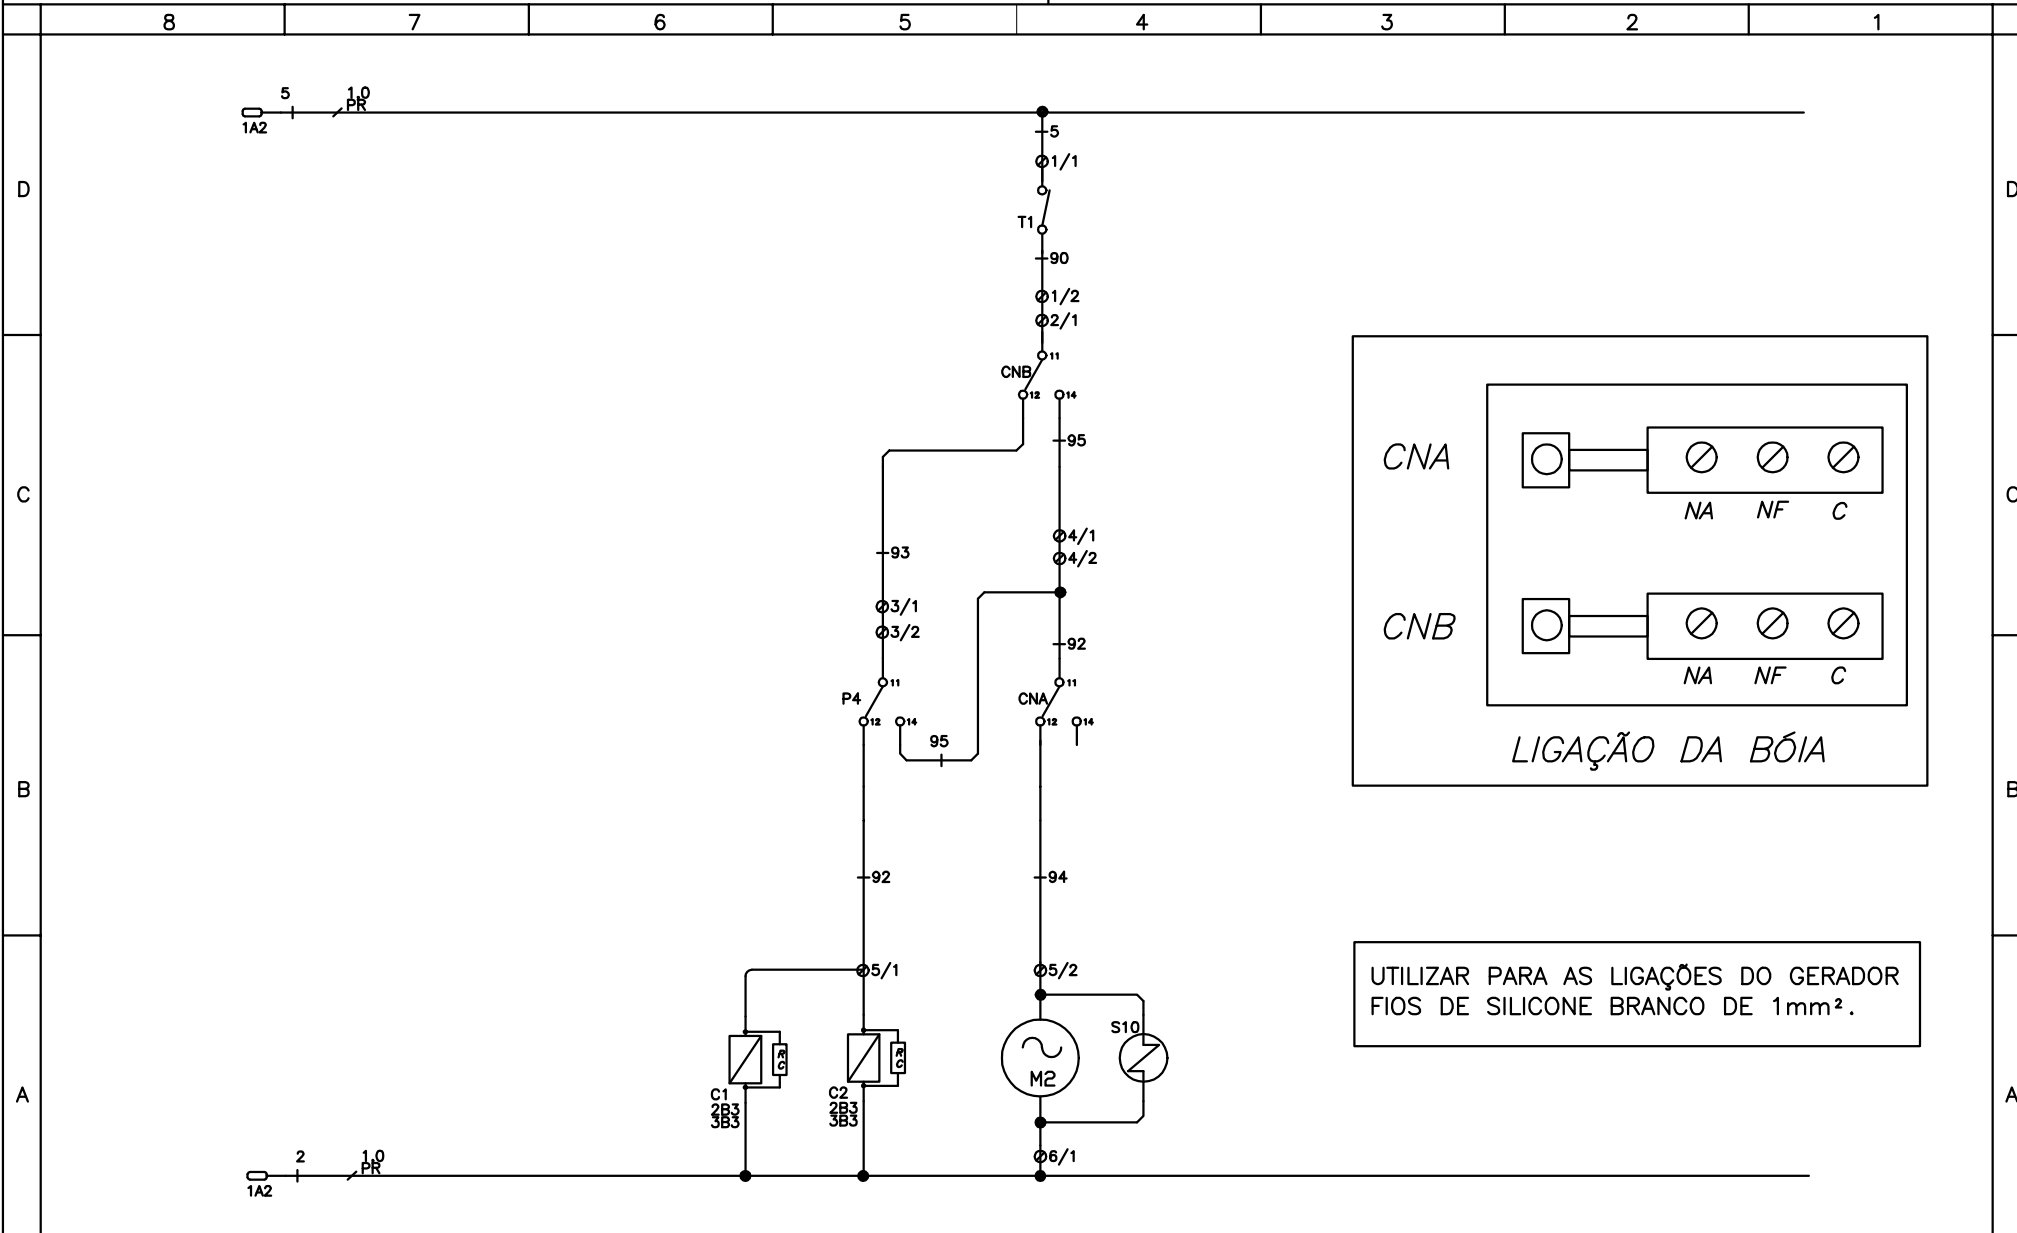 8 7 6 5 4 3 2 1
5 1.0
PR
1A2
5
1/1
D D
T1
90
1/2
2/1
11
CNB
12 14
95
CNA
NA NF C
C C
4/1
93
4/2
3/1
CNB
3/2
92
NA NF C
11 11
P4 CNA
12 14 12 14
95
LIGAÇÃO DA BÓIA
B B
92 94
5/1 5/2
UTILIZAR PARA AS LIGAÇÕES DO GERADOR
FIOS DE SILICONE BRANCO DE 1mm².
S10
RC RC
M2
A A
C1
2B3
3B3
C2
2B3
3B3
6/1
2 1.0
PR
1A2